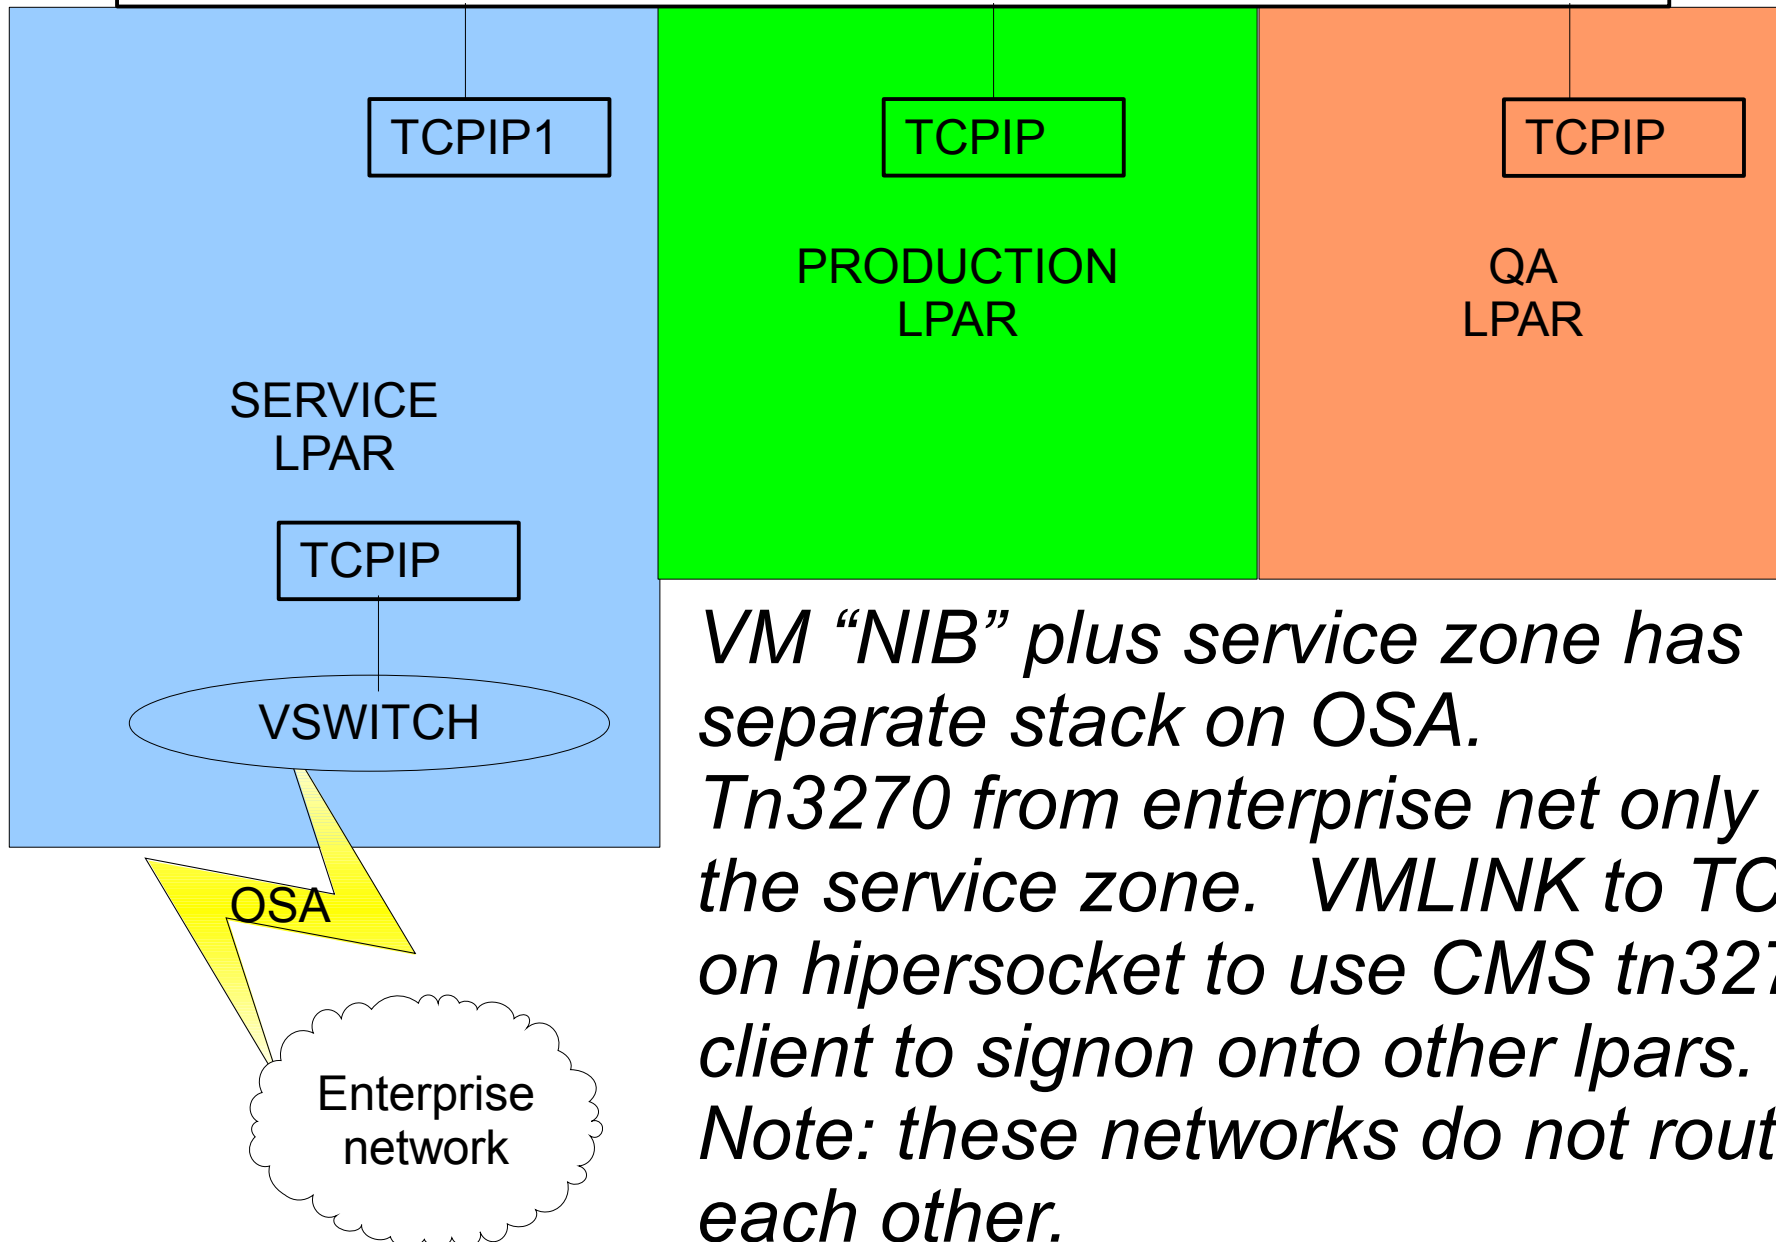 TCPIP1
TCPIP
TCPIP
PRODUCTION
LPAR
QA
LPAR
SERVICE
LPAR
TCPIP
VSWITCH
OSA
Enterprise
network
VM “NIB” plus service zone has
separate stack on OSA.
Tn3270 from enterprise net only
the service zone. VMLINK to
on hipersocket to use CMS
client to signon onto other lpars.
Note: these networks do not
each other.